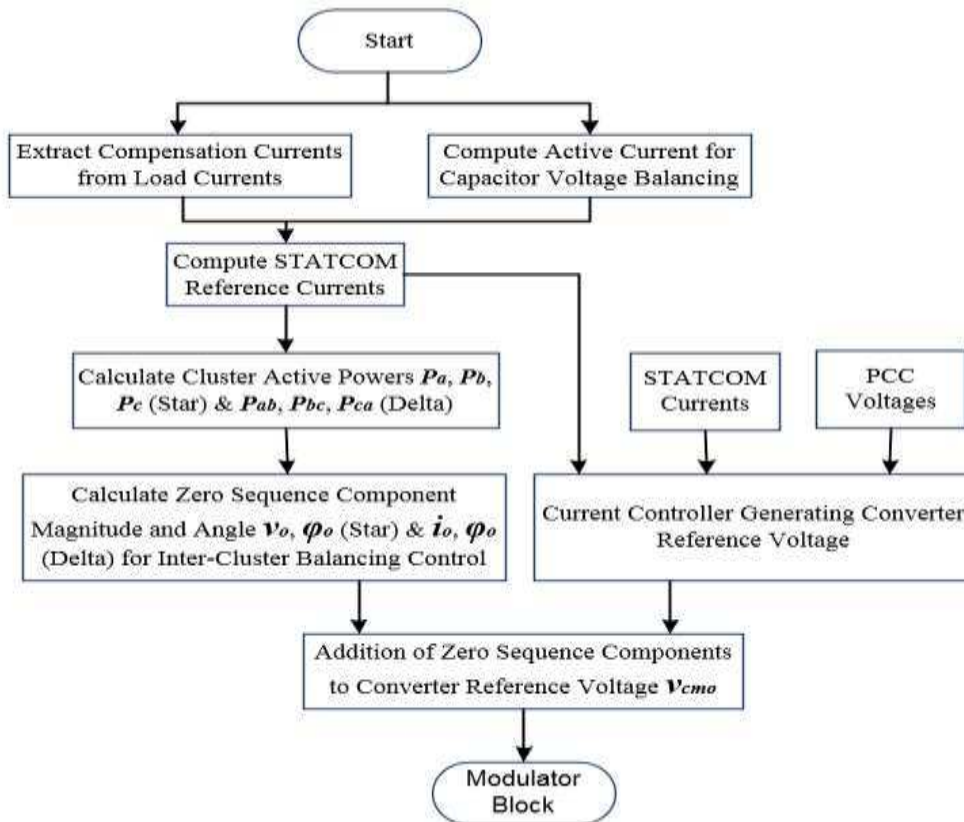 Start
Extract Compensation Currents
from Load Currents
Compute Active Current for
Capacitor Voltage Balancing
Compute STATCOM
Reference Currents
Calculate Cluster Active Powers Pa, Pb,
Pc (Star) & Pab, Pbc, Pca (Delta)
STATCOM
Currents
PCC
Voltages
Calculate Zero Sequence Component
Magnitude and Angle vo, φo (Star) & io, φo
(Delta) for Inter-Cluster Balancing Control
Current Controller Generating Converter
Reference Voltage
Addition of Zero Sequence Components
to Converter Reference Voltage vcmo
Modulator
Block